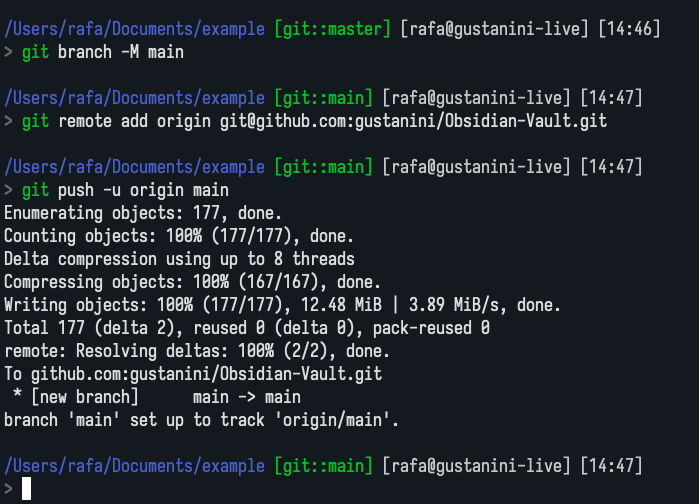 /Users/rafa/Documents/example [git::master] [rafa@gustanini-live] [14:46]
> git branch -M main
/Users/rafa/Documents/example [git::main] [rafa@gustanini-live] [14:47]
> git remote add origin git@github.com:gustanini/Obsidian-Vault.git
/Users/rafa/Documents/example [git::main] [rafa@gustanini-live] [14:47]
> git push -u origin main
Enumerating objects: 177, done.
Counting objects: 100% (177/177), done.
Delta compression using up to 8 threads
Compressing objects: 100% (167/167), done.
Writing objects: 100% (177/177), 12.48 MiB | 3.89 MiB/s, done.
Total 177 (delta 2), reused 0 (delta 0), pack-reused 0
remote: Resolving deltas: 100% (2/2), done.
To github.com:gustanini/Obsidian-Vault.git
 * [new branch]      main -> main
branch 'main' set up to track 'origin/main'.
/Users/rafa/Documents/example [git::main] [rafa@gustanini-live] [14:47]
>